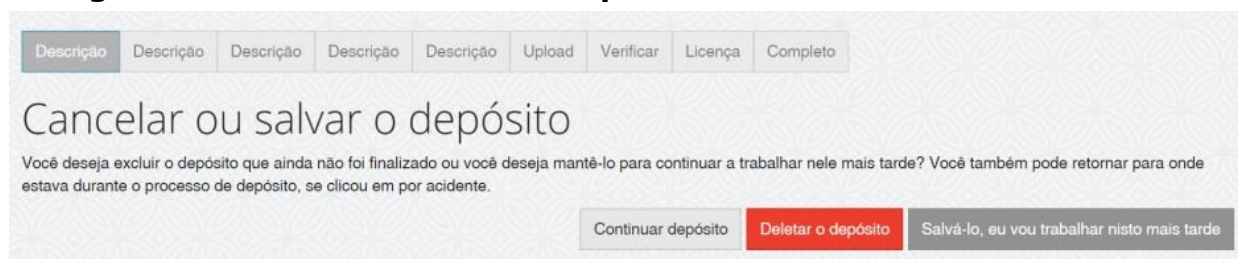 Descrição Descrição Descrição Descrição Descrição Upload Verificar Licença Completo
Cancelar ou salvar o depósito
Você deseja excluir o depósito que ainda não foi finalizado ou você deseja mantê-lo para continuar a trabalhar nele mais tarde? Você também pode retornar para onde
estava durante o processo de depósito, se clicou em por acidente.
Continuar depósito Deletar o depósito Salvá-lo, eu vou trabalhar nisto mais tarde